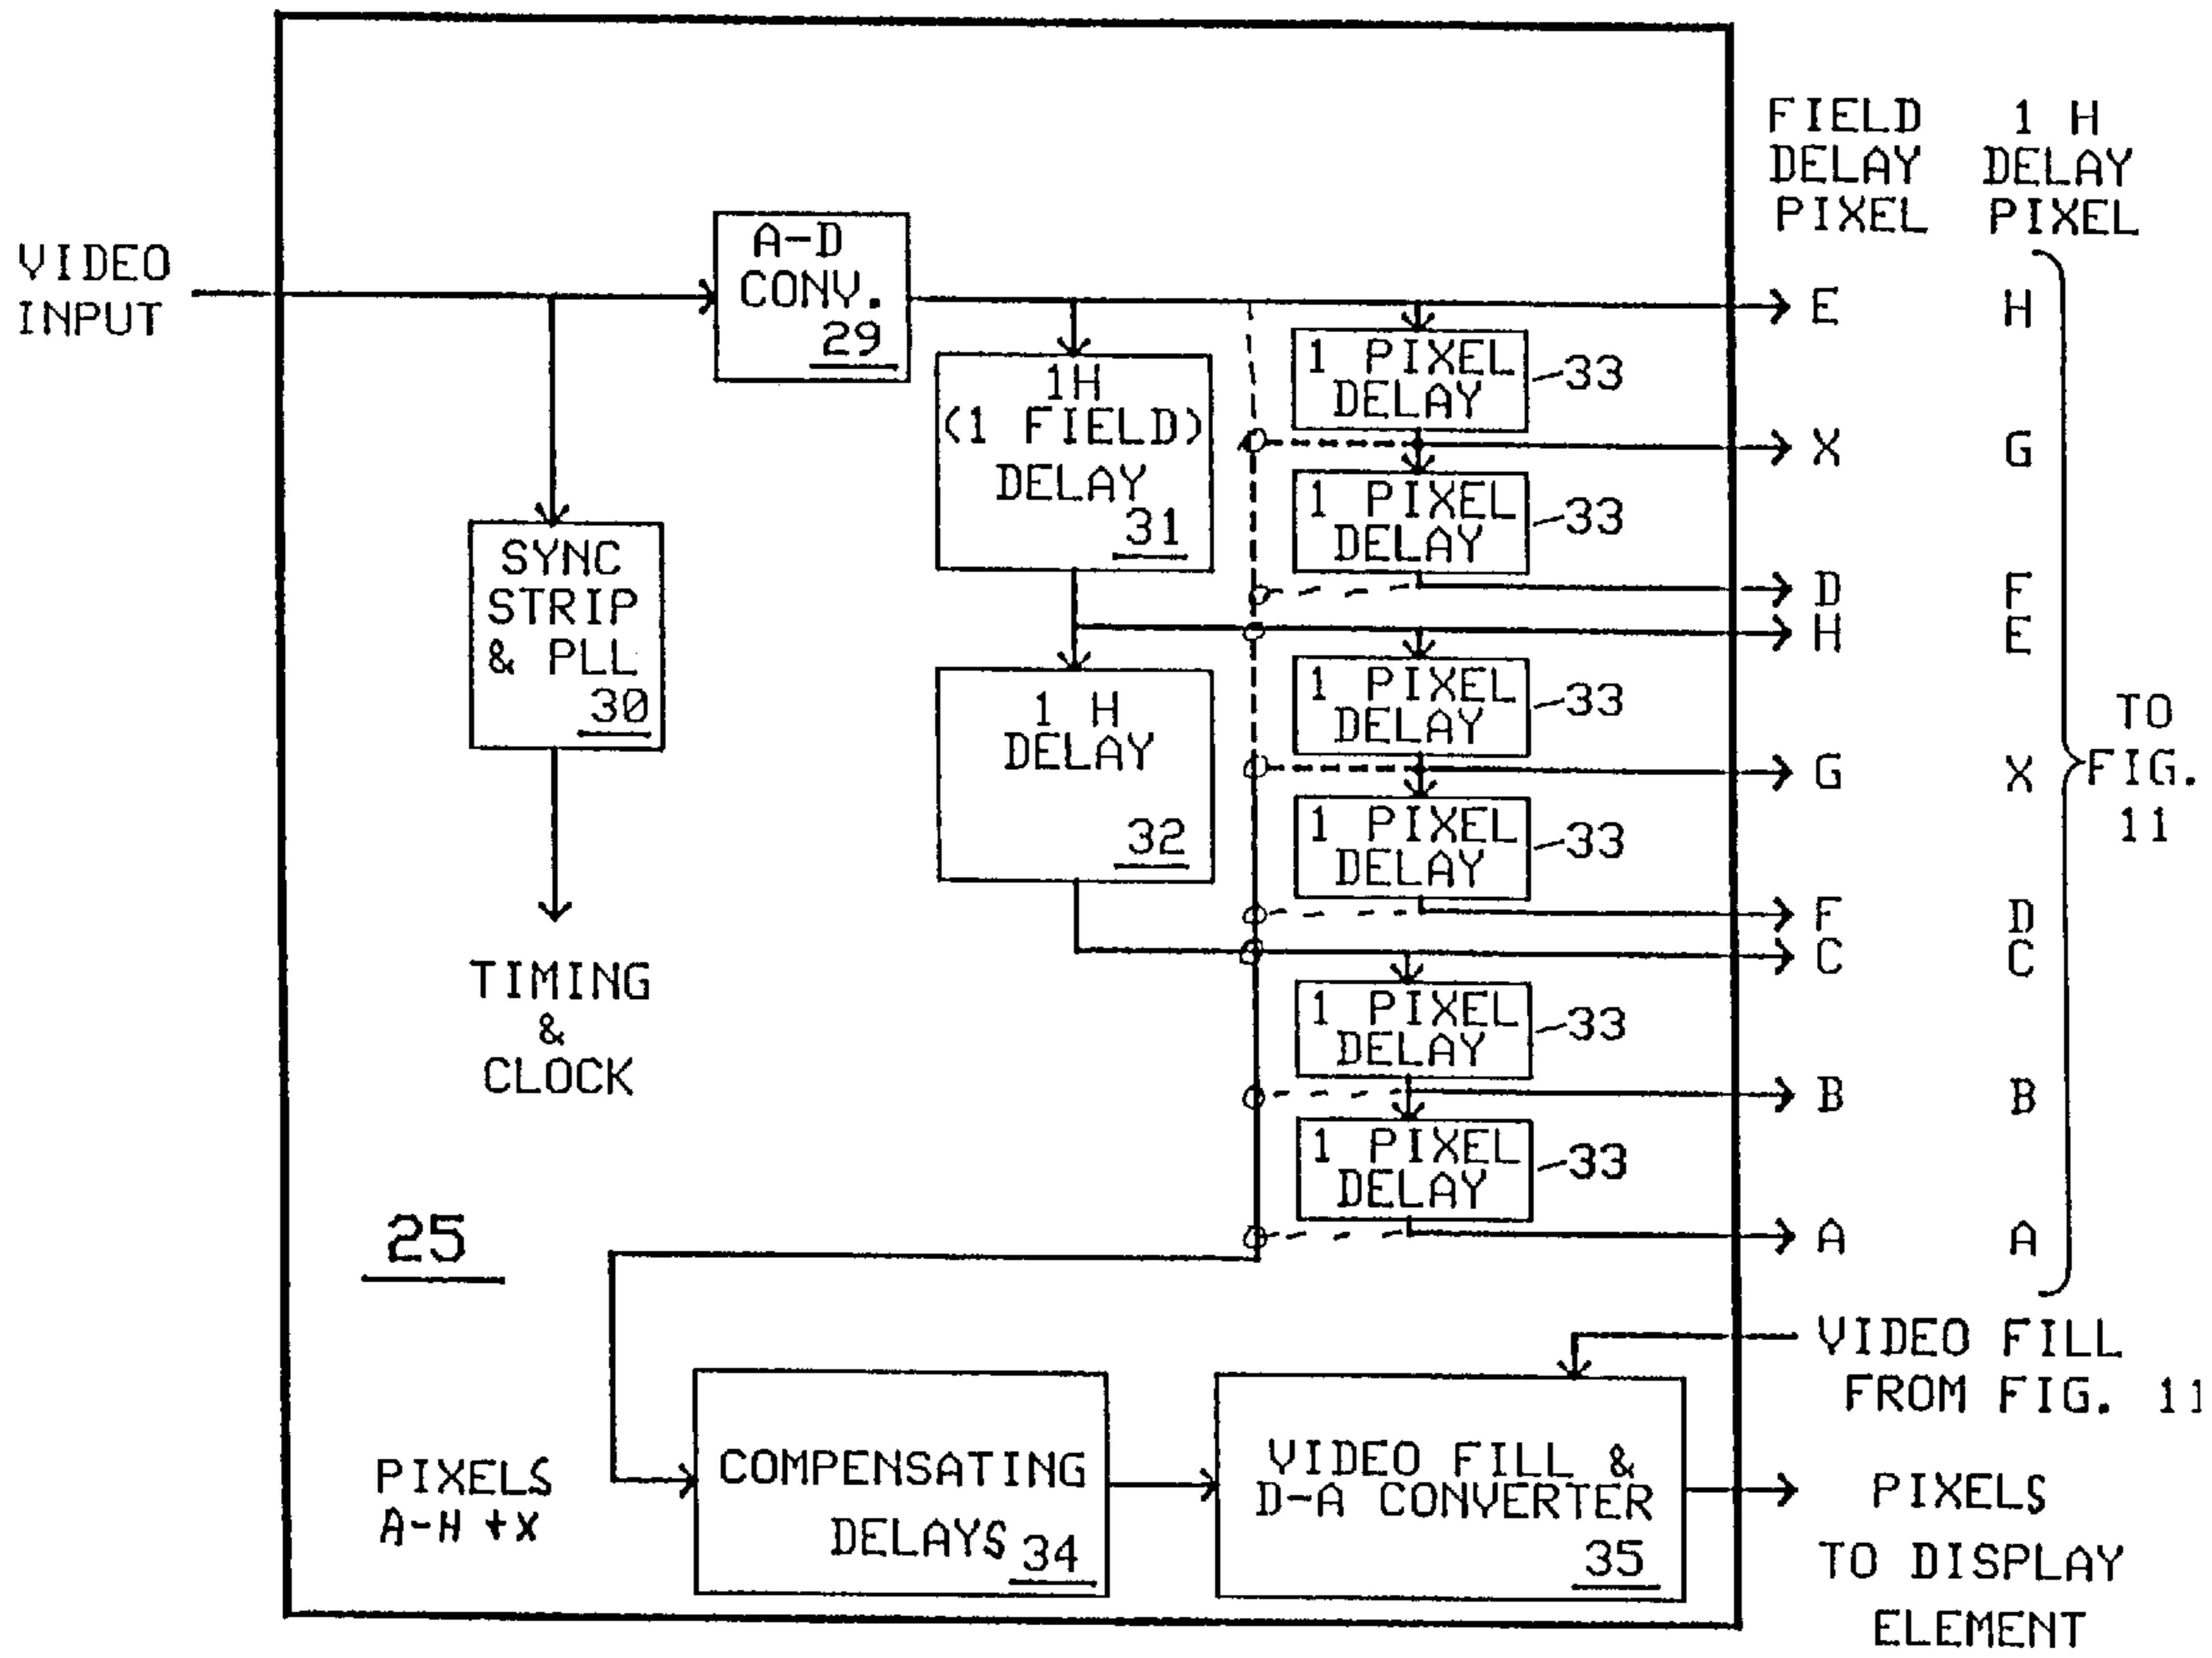 FIELD 1 H
DELAY DELAY
PIXEL PIXEL
VIDEO
INPUT
A-D
CONV.
29
E H
1 PIXEL
DELAY
33
1H
(1 FIELD)
DELAY
31
X G
1 PIXEL
DELAY
33
SYNC
STRIP
& PLL
30
D F
H E
1 PIXEL
DELAY
33
1 H
DELAY
32
G X
TO
FIG.
11
1 PIXEL
DELAY
33
F D
C C
TIMING
&
CLOCK
1 PIXEL
DELAY
33
B B
1 PIXEL
DELAY
33
A A
25
VIDEO FILL
FROM FIG. 11
PIXELS
A-H +X
COMPENSATING
DELAYS 34
VIDEO FILL &
D-A CONVERTER
35
PIXELS
TO DISPLAY
ELEMENT